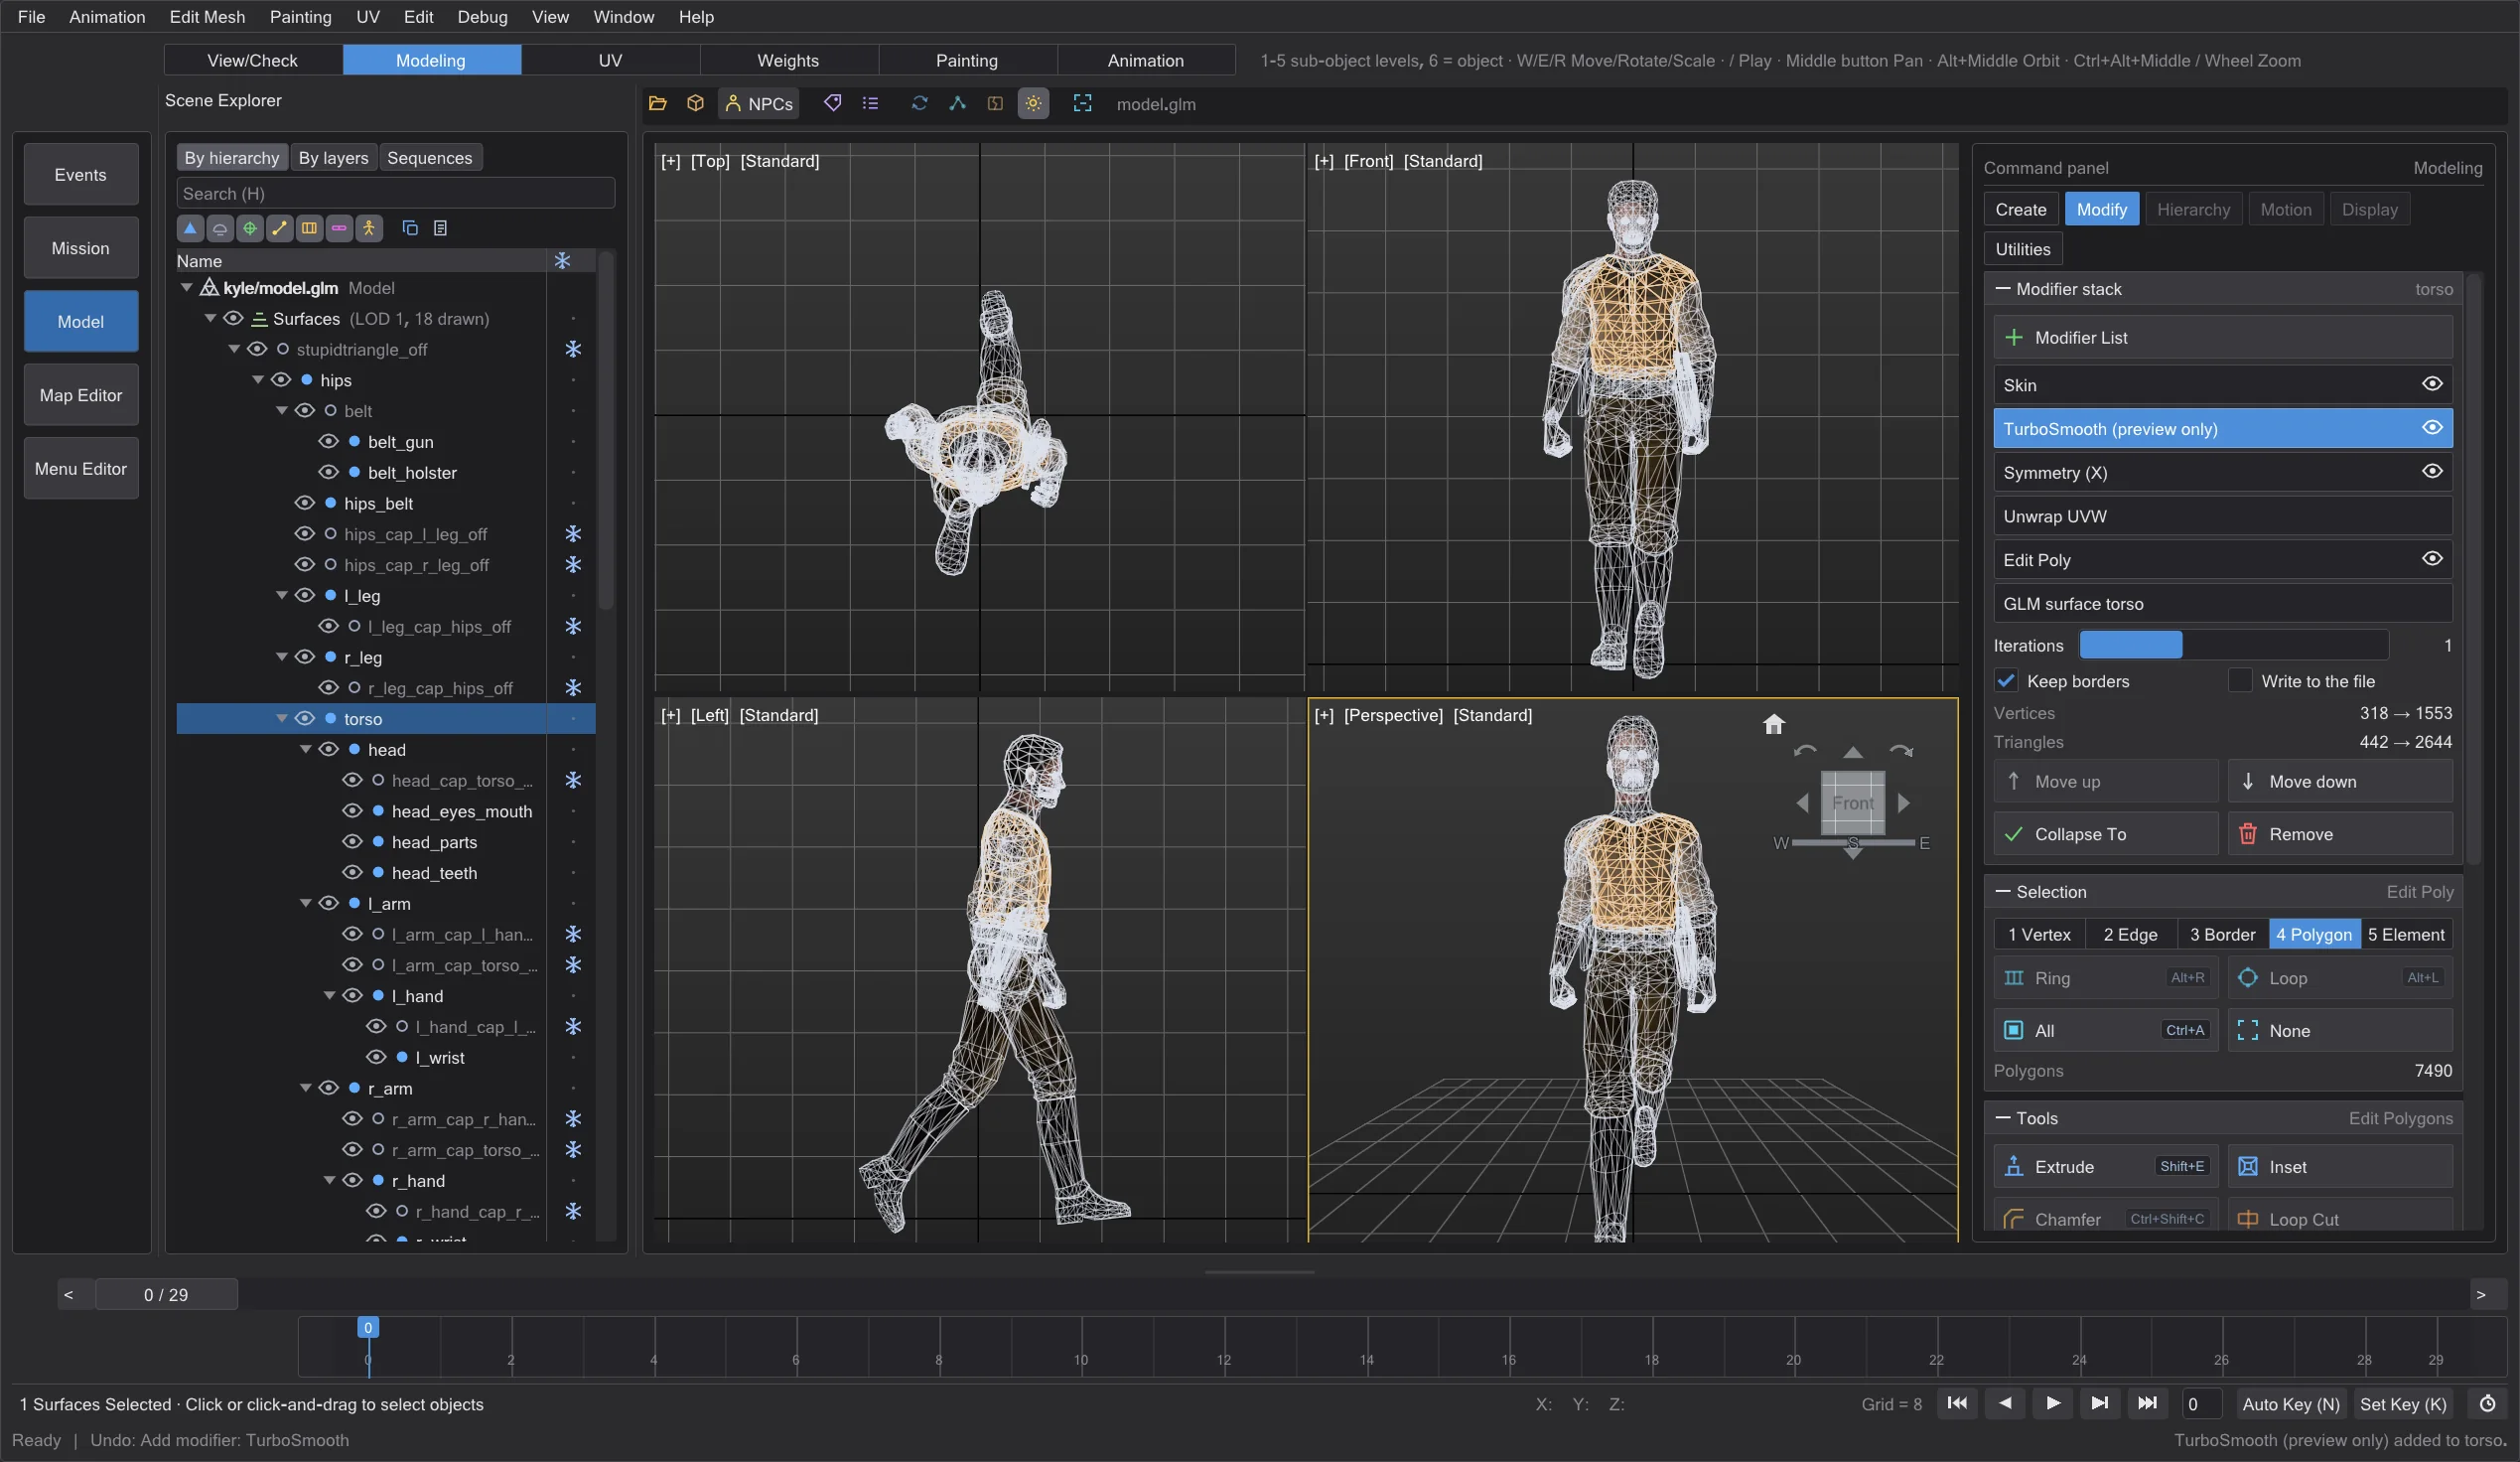 File Animation Edit Mesh Painting UV Edit Debug View Window Help
View/Check Modeling UV Weights Painting Animation
1-5 sub-object levels, 6 = object · W/E/R Move/Rotate/Scale · / Play · Middle button Pan · Alt+Middle Orbit · Ctrl+Alt+Middle / Wheel Zoom
Events
Mission
Model
Map Editor
Menu Editor
Scene Explorer
By hierarchy By layers Sequences
Search (H)
Name
kyle/model.glm Model
Surfaces (LOD 1, 18 drawn)
stupidtriangle_off
hips
belt
belt_gun
belt_holster
hips_belt
hips_cap_l_leg_off
hips_cap_r_leg_off
l_leg
l_leg_cap_hips_off
r_leg
r_leg_cap_hips_off
torso
head
head_cap_torso_...
head_eyes_mouth
head_parts
head_teeth
l_arm
l_arm_cap_l_han...
l_arm_cap_torso_...
l_hand
l_hand_cap_l_...
l_wrist
r_arm
r_arm_cap_r_han...
r_arm_cap_torso_...
r_hand
r_hand_cap_r_...
r_wrist
NPCs model.glm
[+] [Top] [Standard]
[+] [Front] [Standard]
[+] [Left] [Standard]
[+] [Perspective] [Standard]
Front
W S E
Command panel Modeling
Create Modify Hierarchy Motion Display
Utilities
Modifier stack torso
Modifier List
Skin
TurboSmooth (preview only)
Symmetry (X)
Unwrap UVW
Edit Poly
GLM surface torso
Iterations 1
Keep borders Write to the file
Vertices 318 → 1553
Triangles 442 → 2644
Move up Move down
Collapse To Remove
Selection Edit Poly
1 Vertex 2 Edge 3 Border 4 Polygon 5 Element
Ring Alt+R Loop Alt+L
All Ctrl+A None
Polygons 7490
Tools Edit Polygons
Extrude Shift+E Inset
Chamfer Ctrl+Shift+C Loop Cut
< 0 / 29 >
0
0 2 4 6 8 10 12 14 16 18 20 22 24 26 28 29
1 Surfaces Selected · Click or click-and-drag to select objects
X: Y: Z:
Grid = 8
0
Auto Key (N) Set Key (K)
Ready | Undo: Add modifier: TurboSmooth
TurboSmooth (preview only) added to torso.